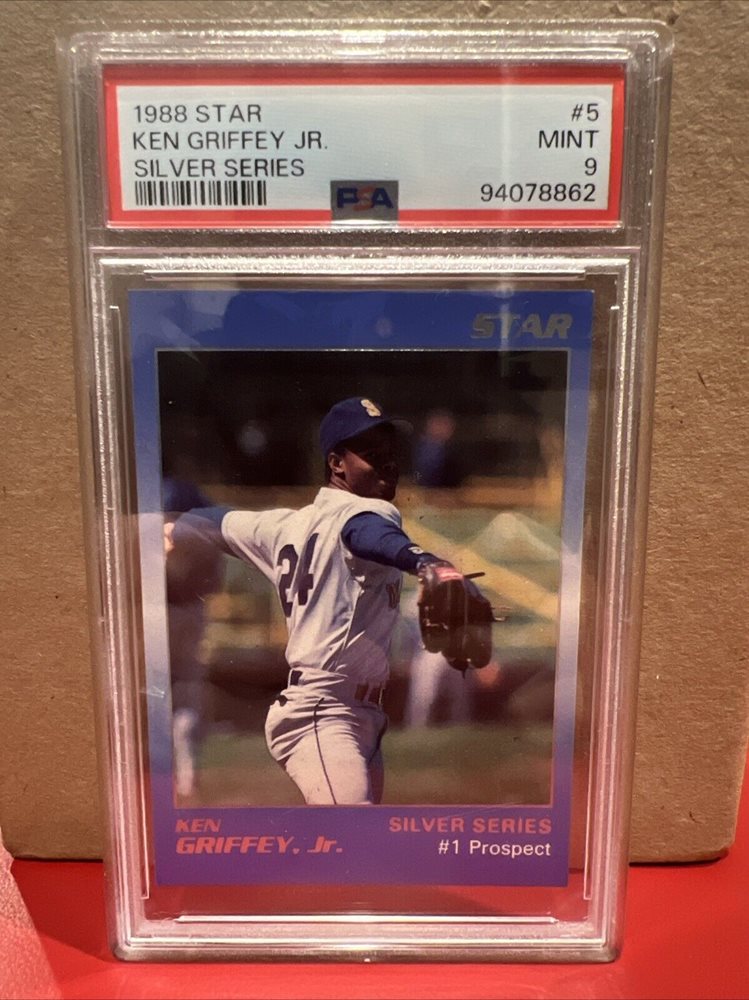 1988 STAR #5
KEN GRIFFEY JR. MINT
SILVER SERIES 9
PSA 94078862
STAR
S
24
KEN SILVER SERIES
GRIFFEY, Jr. #1 Prospect